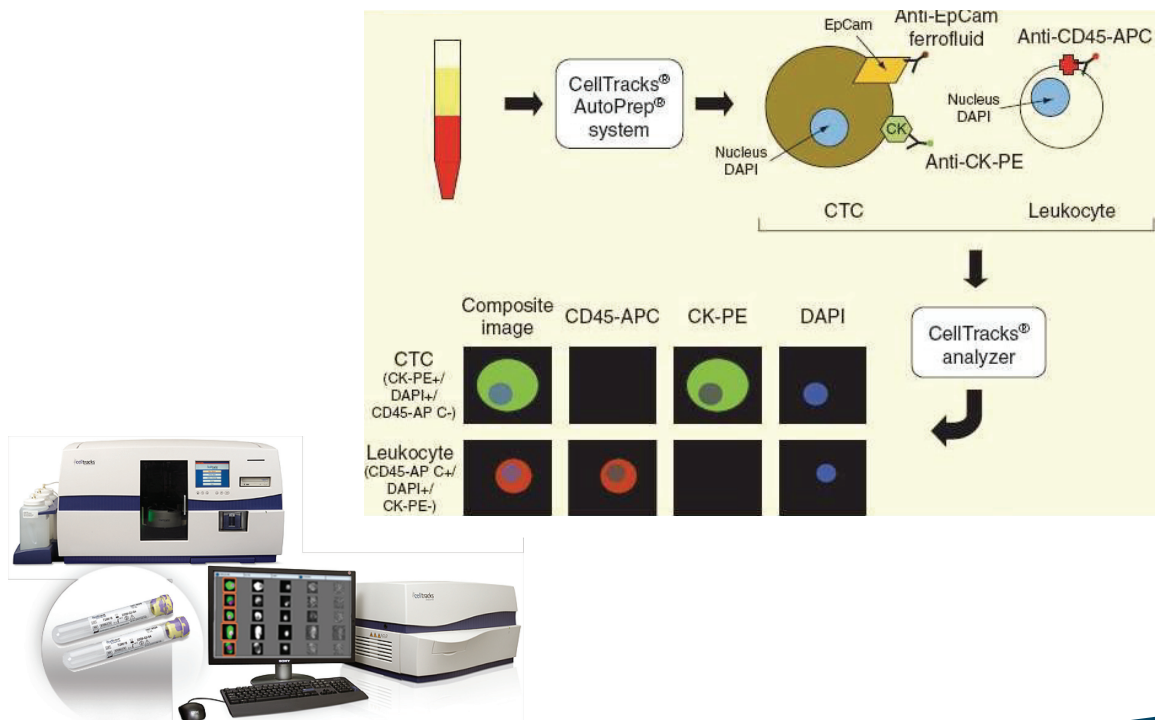 EpCam
Anti-EpCam
ferrofluid
Anti-CD45-APC
CellTracks®
AutoPrep®
system
Nucleus
DAPI
CK
Nucleus
DAPI
Anti-CK-PE
CTC
Leukocyte
Composite
image
CD45-APC
CK-PE
DAPI
CellTracks®
analyzer
CTC
(CK-PE+/
DAPI+/
CD45-AP C-)
Leukocyte
(CD45-AP C+/
DAPI+/
CK-PE-)
celltracks
celltracks
SONY